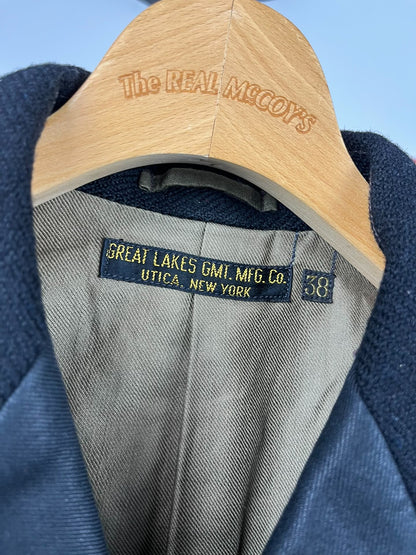 The REAL McCOY'S
GREAT LAKES GMT. MFG. Co.
UTICA, NEW YORK
38